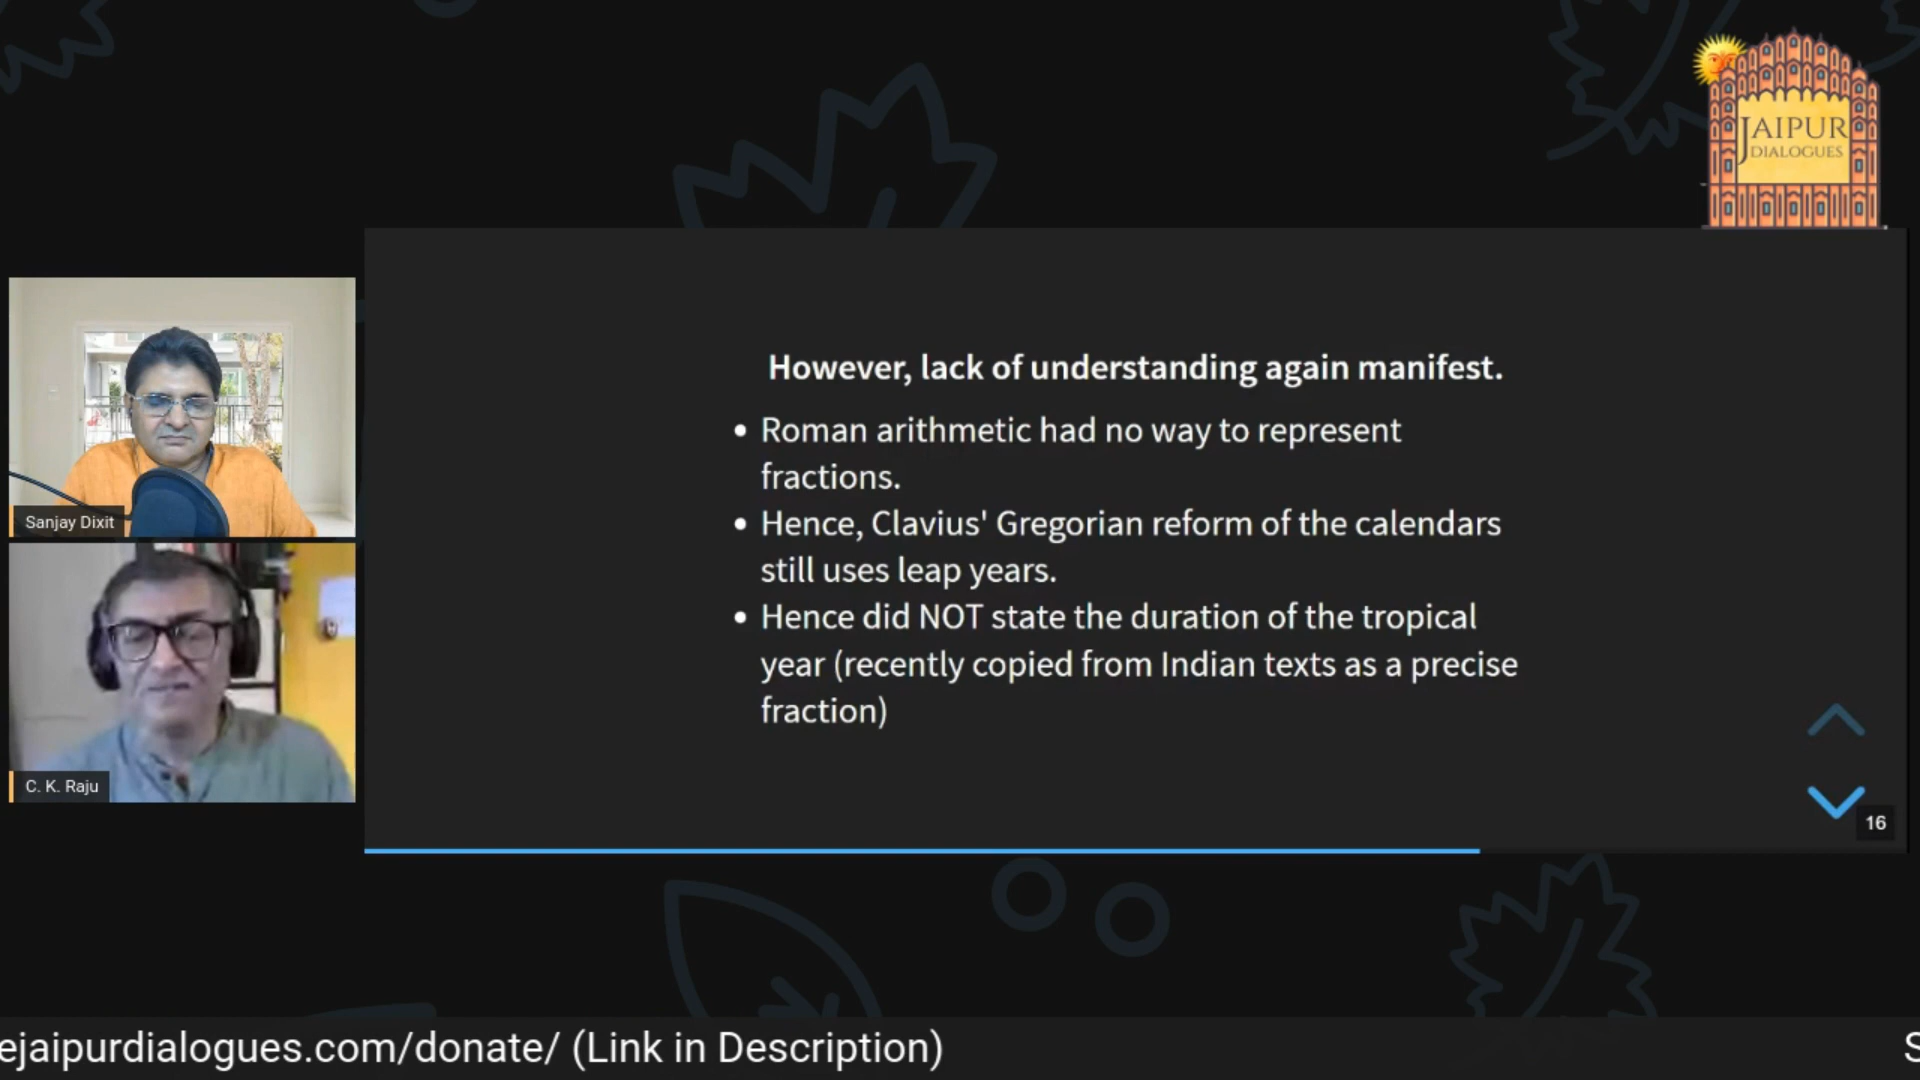 JAIPUR
DIALOGUES
However, lack of understanding again manifest.
• Roman arithmetic had no way to represent
fractions.
• Hence, Clavius' Gregorian reform of the calendars
still uses leap years.
• Hence did NOT state the duration of the tropical
year (recently copied from Indian texts as a precise
fraction)
Sanjay Dixit
C. K. Raju
16
ejaipurdialogues.com/donate/ (Link in Description)
S